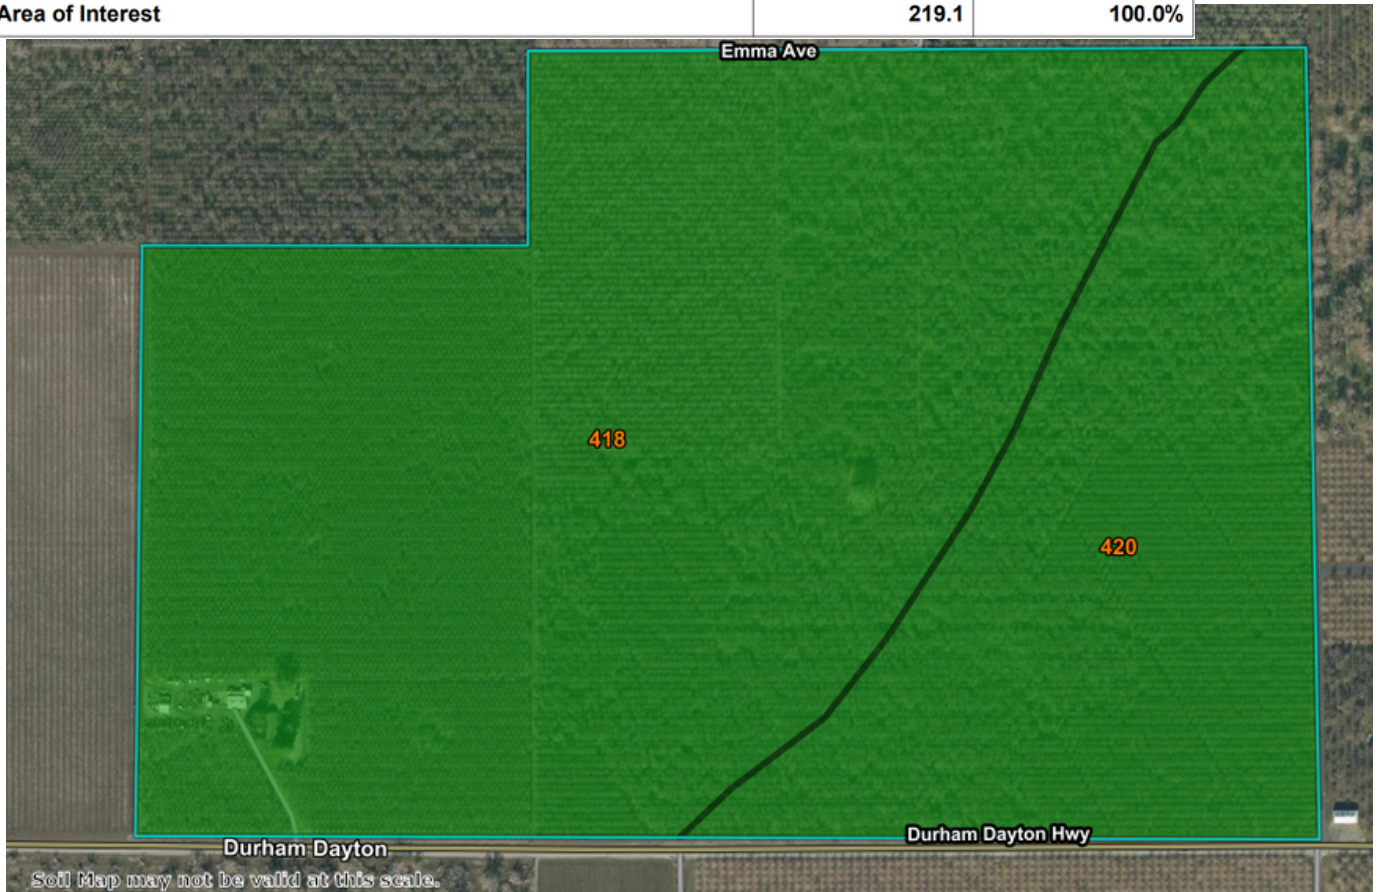 Area of Interest 219.1 100.0%
Emma Ave
418
420
Durham Dayton Hwy
Durham Dayton
Soil Map may not be valid at this scale.